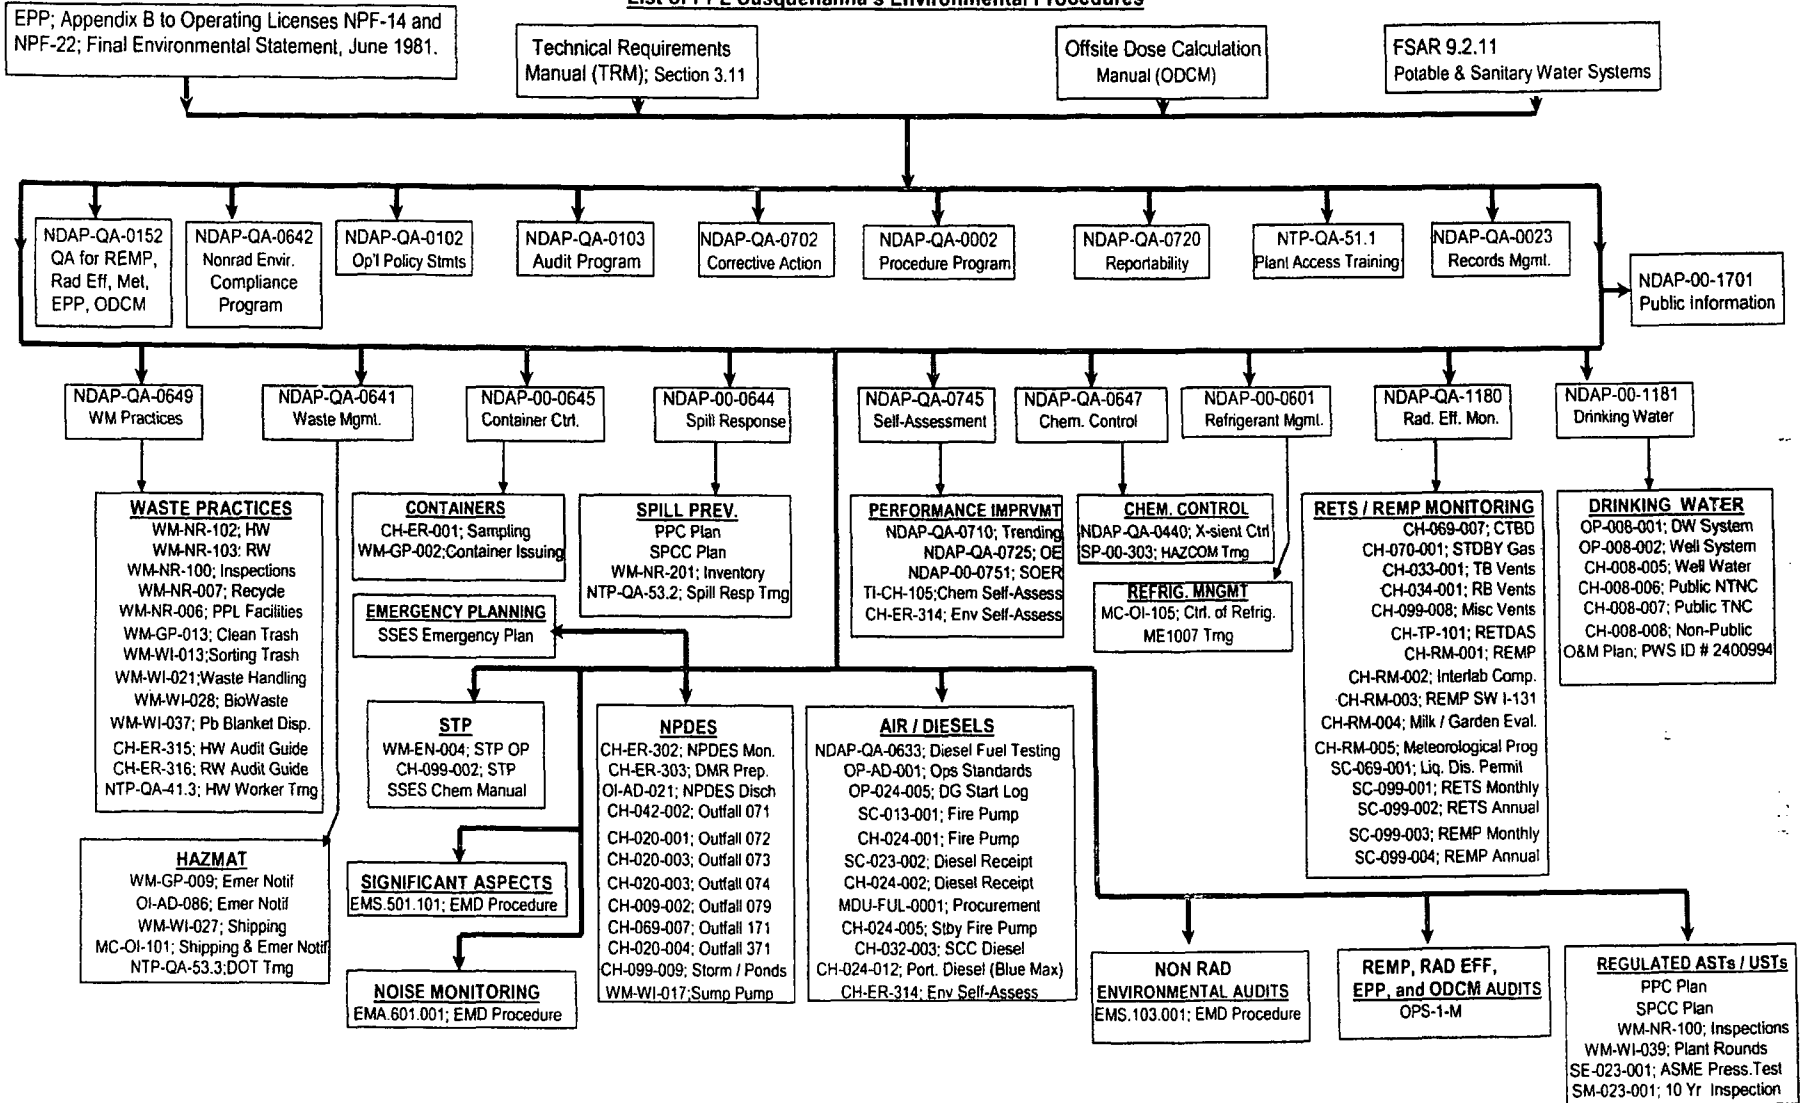 List of PPL Susquehanna's Environmental Procedures
EPP; Appendix B to Operating Licenses NPF-14 and
NPF-22; Final Environmental Statement, June 1981.
Technical Requirements
Manual (TRM); Section 3.11
Offsite Dose Calculation
Manual (ODCM)
FSAR 9.2.11
Potable & Sanitary Water Systems
NDAP-QA-0152
QA for REMP,
Rad Eff, Met,
EPP, ODCM
NDAP-QA-0642
Nonrad Envir.
Compliance
Program
NDAP-QA-0102
Op'l Policy Stmts
NDAP-QA-0103
Audit Program
NDAP-QA-0702
Corrective Action
NDAP-QA-0002
Procedure Program
NDAP-QA-0720
Reportability
NTP-QA-51.1
Plant Access Training
NDAP-QA-0023
Records Mgmt.
NDAP-00-1701
Public Information
NDAP-QA-0649
WM Practices
NDAP-QA-0641
Waste Mgmt.
NDAP-00-0645
Container Ctrl.
NDAP-00-0644
Spill Response
NDAP-QA-0745
Self-Assessment
NDAP-QA-0647
Chem. Control
NDAP-00-0601
Refrigerant Mgmt.
NDAP-QA-1180
Rad. Eff. Mon.
NDAP-00-1181
Drinking Water
WASTE PRACTICES
WM-NR-102; HW
WM-NR-103; RW
WM-NR-100; Inspections
WM-NR-007; Recycle
WM-NR-006; PPL Facilities
WM-GP-013; Clean Trash
WM-WI-013;Sorting Trash
WM-WI-021;Waste Handling
WM-WI-028; BioWaste
WM-WI-037; Pb Blanket Disp.
CH-ER-315; HW Audit Guide
CH-ER-316; RW Audit Guide
NTP-QA-41.3; HW Worker Trng
HAZMAT
WM-GP-009; Emer Notif
OI-AD-086; Emer Notif
WM-WI-027; Shipping
MC-OI-101; Shipping & Emer Notif
NTP-QA-53.3;DOT Trng
CONTAINERS
CH-ER-001; Sampling
WM-GP-002;Container Issuing
SPILL PREV.
PPC Plan
SPCC Plan
WM-NR-201; Inventory
NTP-QA-53.2; Spill Resp Trng
EMERGENCY PLANNING
SSES Emergency Plan
STP
WM-EN-004; STP OP
CH-099-002; STP
SSES Chem Manual
SIGNIFICANT ASPECTS
EMS.501.101; EMD Procedure
NOISE MONITORING
EMA.601.001; EMD Procedure
NPDES
CH-ER-302; NPDES Mon.
CH-ER-303; DMR Prep.
OI-AD-021; NPDES Disch
CH-042-002; Outfall 071
CH-020-001; Outfall 072
CH-020-003; Outfall 073
CH-020-003; Outfall 074
CH-009-002; Outfall 079
CH-069-007; Outfall 171
CH-020-004; Outfall 371
CH-099-009; Storm / Ponds
WM-WI-017;Sump Pump
PERFORMANCE IMPRVMT
NDAP-QA-0710; Trending
NDAP-QA-0725; OE
NDAP-00-0751; SOER
TI-CH-105;Chem Self-Assess
CH-ER-314; Env Self-Assess
AIR / DIESELS
NDAP-QA-0633; Diesel Fuel Testing
OP-AD-001; Ops Standards
OP-024-005; DG Start Log
SC-013-001; Fire Pump
CH-024-001; Fire Pump
SC-023-002; Diesel Receipt
CH-024-002; Diesel Receipt
MDU-FUL-0001; Procurement
CH-024-005; Stby Fire Pump
CH-032-003; SCC Diesel
CH-024-012; Port. Diesel (Blue Max)
CH-ER-314; Env Self-Assess
CHEM. CONTROL
NDAP-QA-0440; X-sient Ctrl
SP-00-303; HAZCOM Trng
REFRIG. MNGMT
MC-OI-105; Ctrl. of Refrig.
ME1007 Trng
RETS / REMP MONITORING
CH-069-007; CTBD
CH-070-001; STDBY Gas
CH-033-001; TB Vents
CH-034-001; RB Vents
CH-099-008; Misc Vents
CH-TP-101; RETDAS
CH-RM-001; REMP
CH-RM-002; Interlab Comp.
CH-RM-003; REMP SW I-131
CH-RM-004; Milk / Garden Eval.
CH-RM-005; Meteorological Prog
SC-069-001; Liq. Dis. Permit
SC-099-001; RETS Monthly
SC-099-002; RETS Annual
SC-099-003; REMP Monthly
SC-099-004; REMP Annual
DRINKING WATER
OP-008-001; DW System
OP-008-002; Well System
CH-008-005; Well Water
CH-008-006; Public NTNC
CH-008-007; Public TNC
CH-008-008; Non-Public
O&M Plan; PWS ID # 2400994
NON RAD
ENVIRONMENTAL AUDITS
EMS.103.001; EMD Procedure
REMP, RAD EFF,
EPP, and ODCM AUDITS
OPS-1-M
REGULATED ASTs / USTs
PPC Plan
SPCC Plan
WM-NR-100; Inspections
WM-WI-039; Plant Rounds
SE-023-001; ASME Press.Test
SM-023-001; 10 Yr Inspection